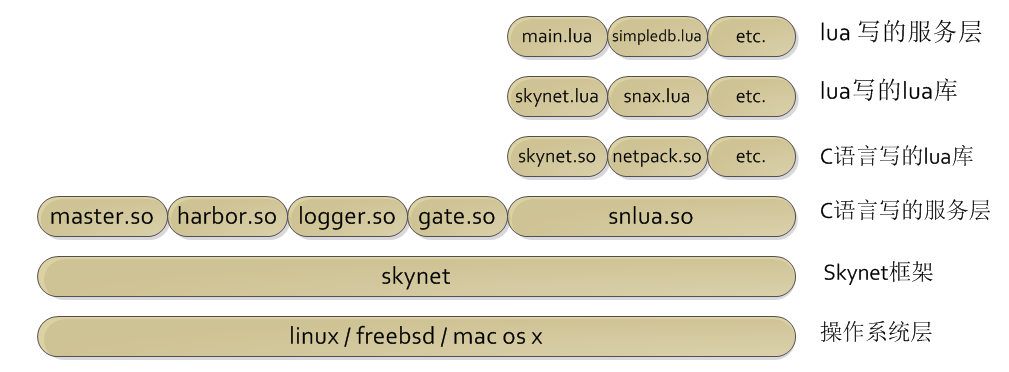 main.lua simpledb.lua etc. lua 写的服务层
skynet.lua snax.lua etc. lua写的lua库
skynet.so netpack.so etc. C语言写的lua库
master.so harbor.so logger.so gate.so snlua.so C语言写的服务层
skynet Skynet框架
linux / freebsd / mac os x 操作系统层